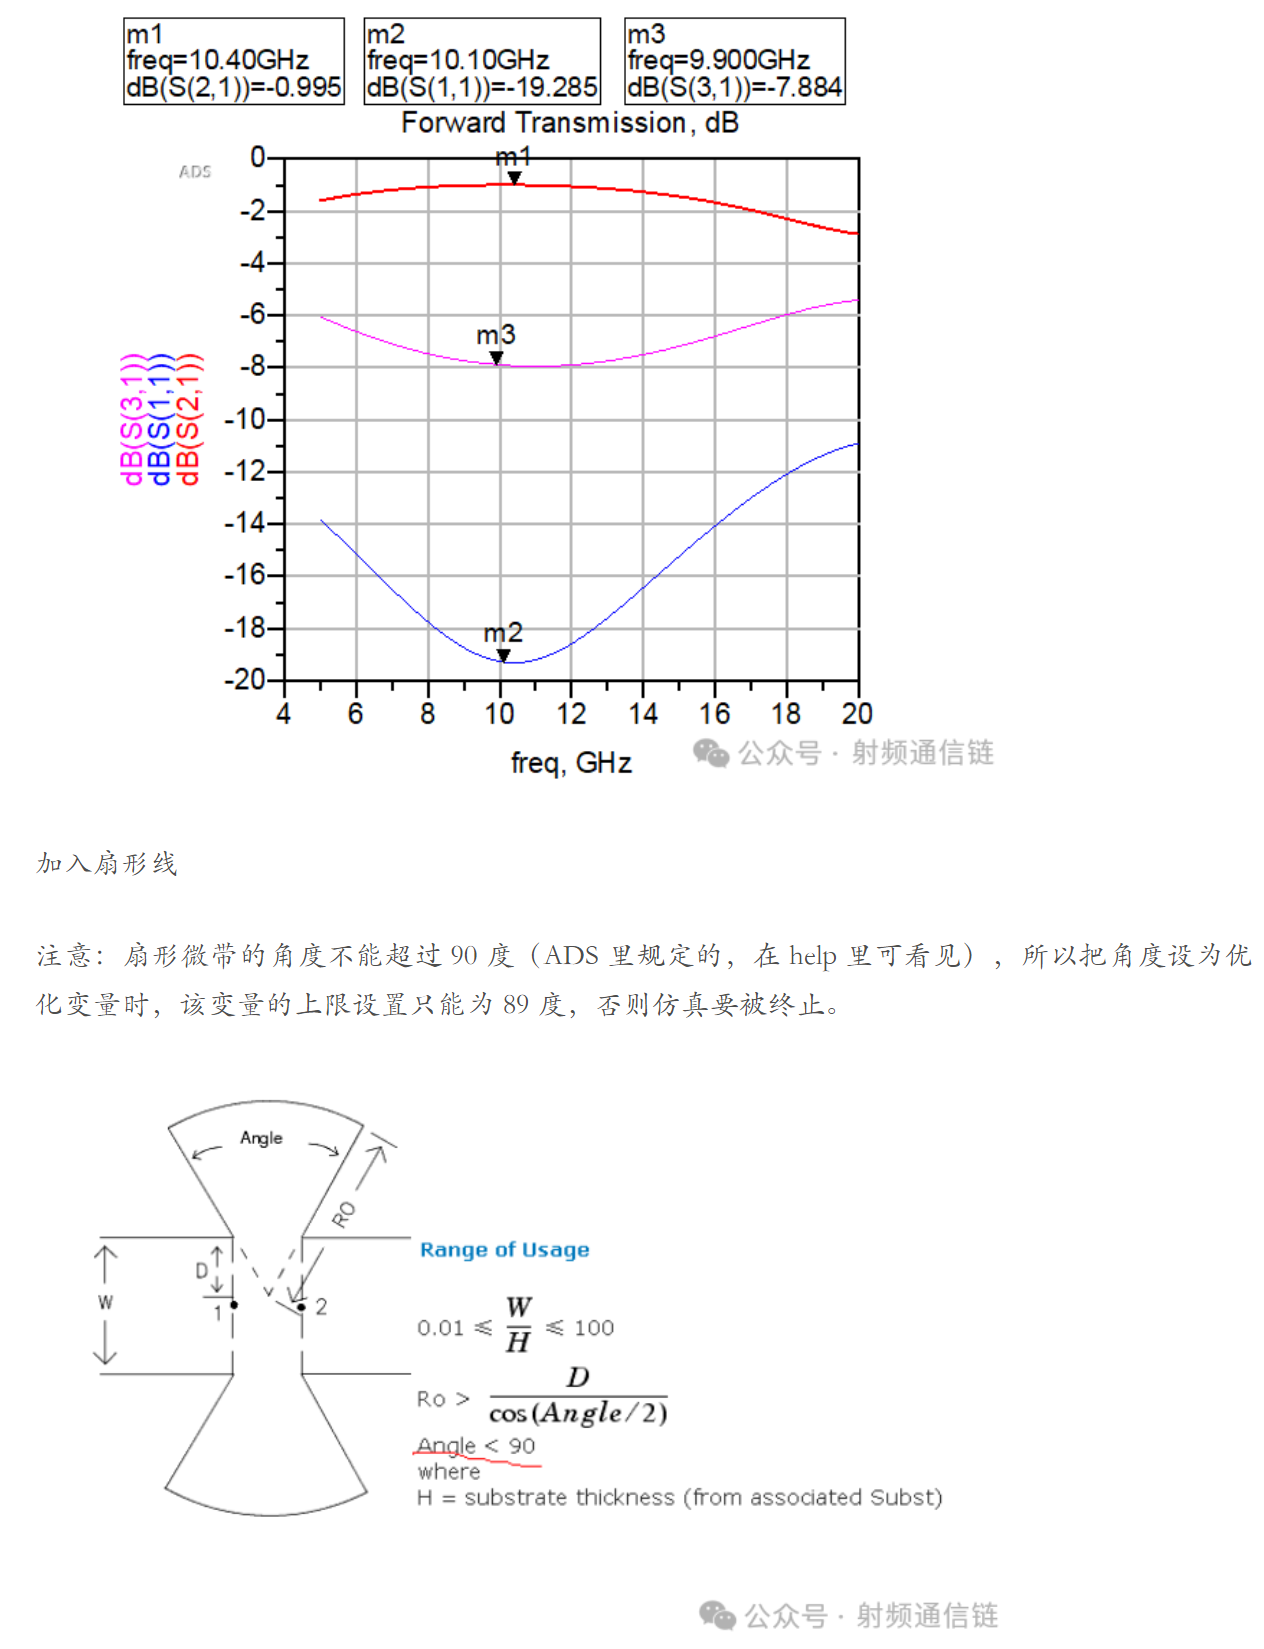 m1
freq=10.40GHz
dB(S(2,1))=-0.995
m2
freq=10.10GHz
dB(S(1,1))=-19.285
m3
freq=9.900GHz
dB(S(3,1))=-7.884
Forward Transmission, dB
ADS
m1
m3
m2
0
-2
-4
-6
-8
-10
-12
-14
-16
-18
-20
dB(S(3,1))
dB(S(1,1))
dB(S(2,1))
4 6 8 10 12 14 16 18 20
freq, GHz
公众号 · 射频通信链
加入扇形线
注意：扇形微带的角度不能超过 90 度（ADS 里规定的，在 help 里可看见），所以把角度设为优
化变量时，该变量的上限设置只能为 89 度，否则仿真要被终止。
Angle
RO
D
W
1
2
Range of Usage
0.01 ≤ W/H ≤ 100
Ro > D/cos(Angle/2)
Angle < 90
where
H = substrate thickness (from associated Subst)
公众号 · 射频通信链